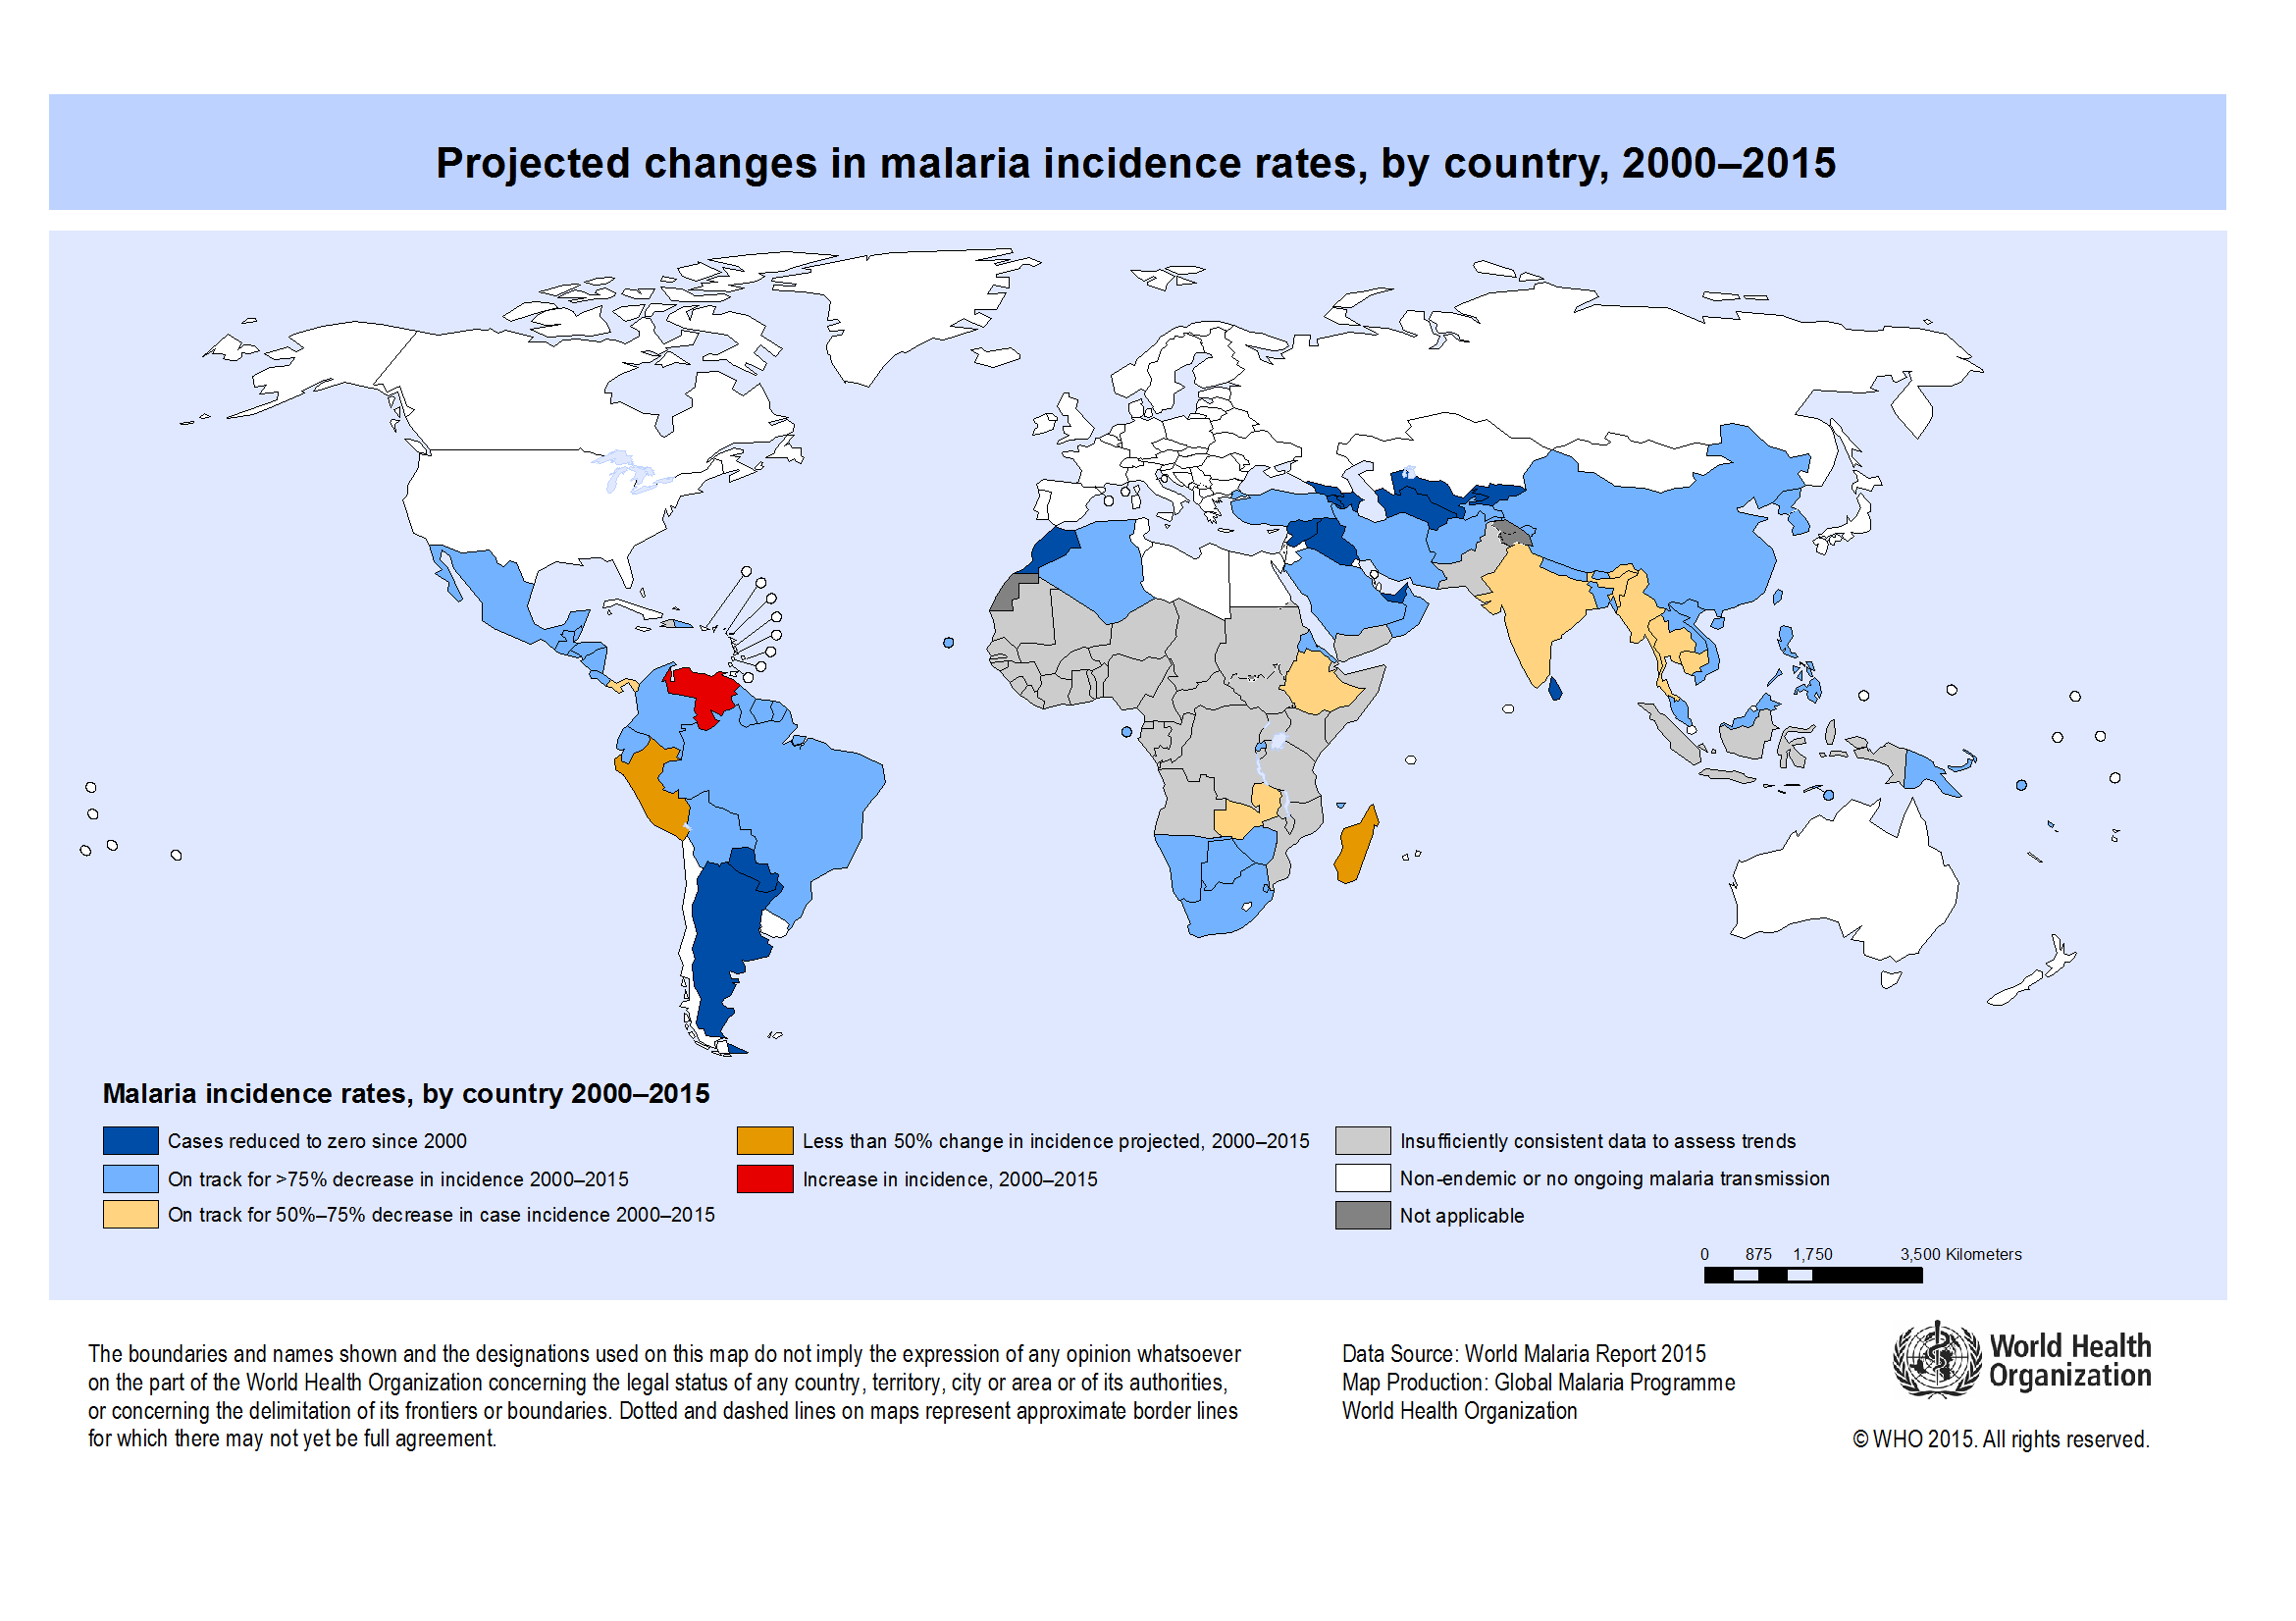 Projected changes in malaria incidence rates, by country, 2000–2015
Malaria incidence rates, by country 2000–2015
Cases reduced to zero since 2000
On track for >75% decrease in incidence 2000–2015
On track for 50%–75% decrease in case incidence 2000–2015
Less than 50% change in incidence projected, 2000–2015
Increase in incidence, 2000–2015
Insufficiently consistent data to assess trends
Non-endemic or no ongoing malaria transmission
Not applicable
0 875 1,750 3,500 Kilometers
The boundaries and names shown and the designations used on this map do not imply the expression of any opinion whatsoever
on the part of the World Health Organization concerning the legal status of any country, territory, city or area or of its authorities,
or concerning the delimitation of its frontiers or boundaries. Dotted and dashed lines on maps represent approximate border lines
for which there may not yet be full agreement.
Data Source: World Malaria Report 2015
Map Production: Global Malaria Programme
World Health Organization
World Health
Organization
© WHO 2015. All rights reserved.